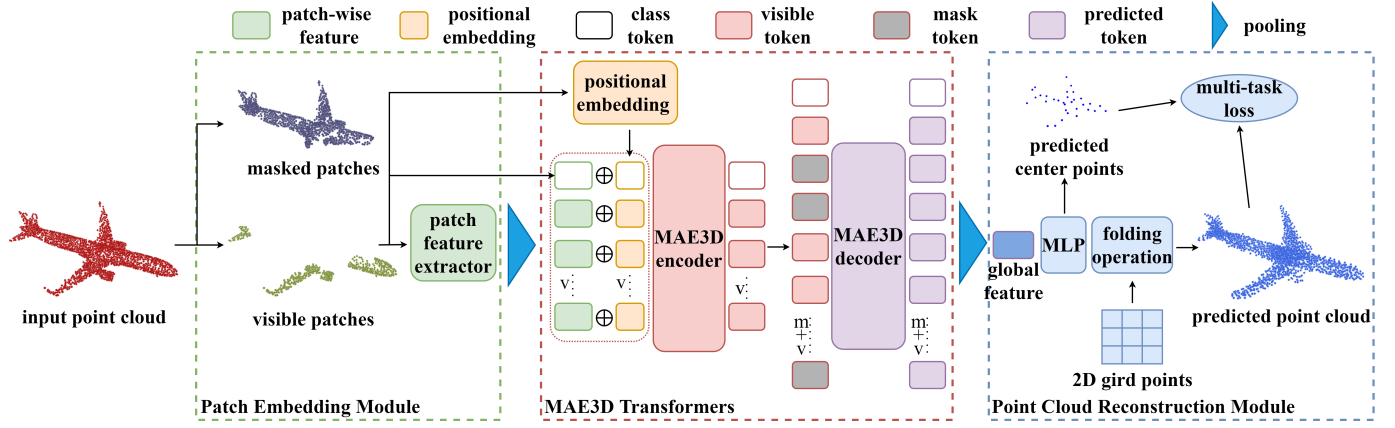 patch-wise feature
positional embedding
class token
visible token
mask token
predicted token
pooling
input point cloud
masked patches
visible patches
patch feature extractor
Patch Embedding Module
positional embedding
v
v
MAE3D encoder
v
m + v
MAE3D decoder
m + v
MAE3D Transformers
global feature
MLP
folding operation
predicted center points
multi-task loss
predicted point cloud
2D gird points
Point Cloud Reconstruction Module